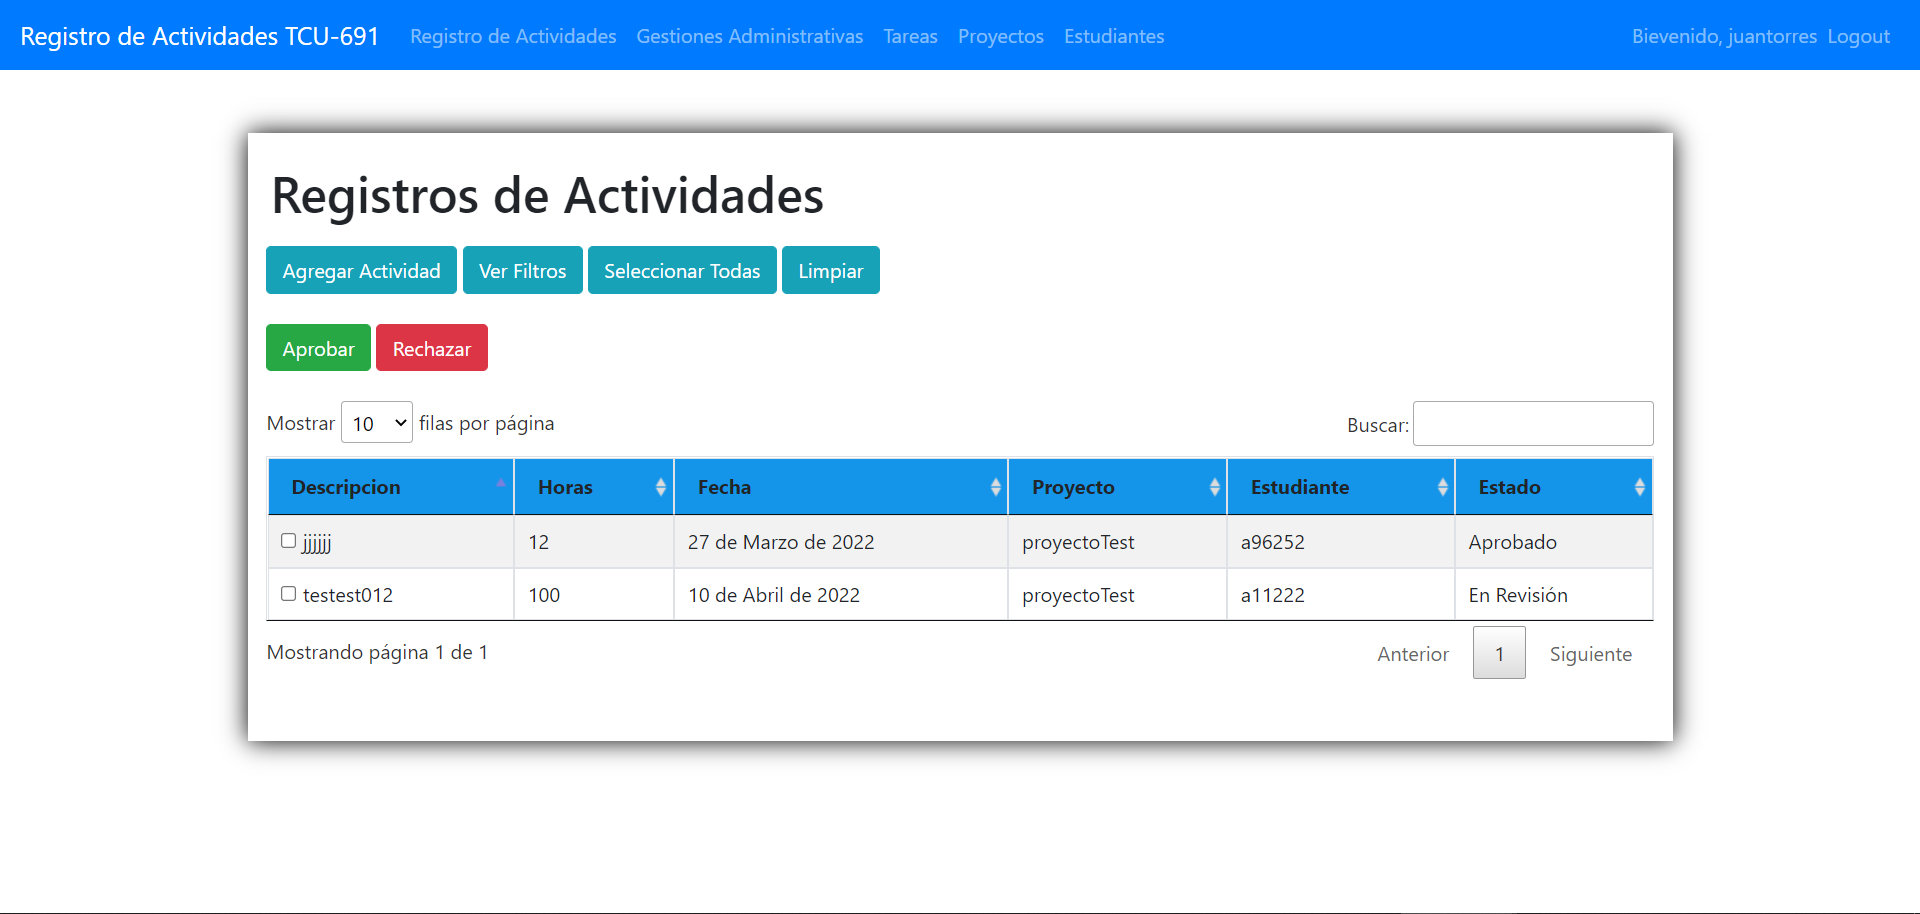 Registro de Actividades TCU-691 Registro de Actividades Gestiones Administrativas Tareas Proyectos Estudiantes Bievenido, juantorres Logout
Registros de Actividades
Agregar Actividad Ver Filtros Seleccionar Todas Limpiar
Aprobar Rechazar
Mostrar 10 filas por página Buscar:
Descripcion Horas Fecha Proyecto Estudiante Estado
jjjjjj 12 27 de Marzo de 2022 proyectoTest a96252 Aprobado
testest012 100 10 de Abril de 2022 proyectoTest a11222 En Revisión
Mostrando página 1 de 1 Anterior 1 Siguiente